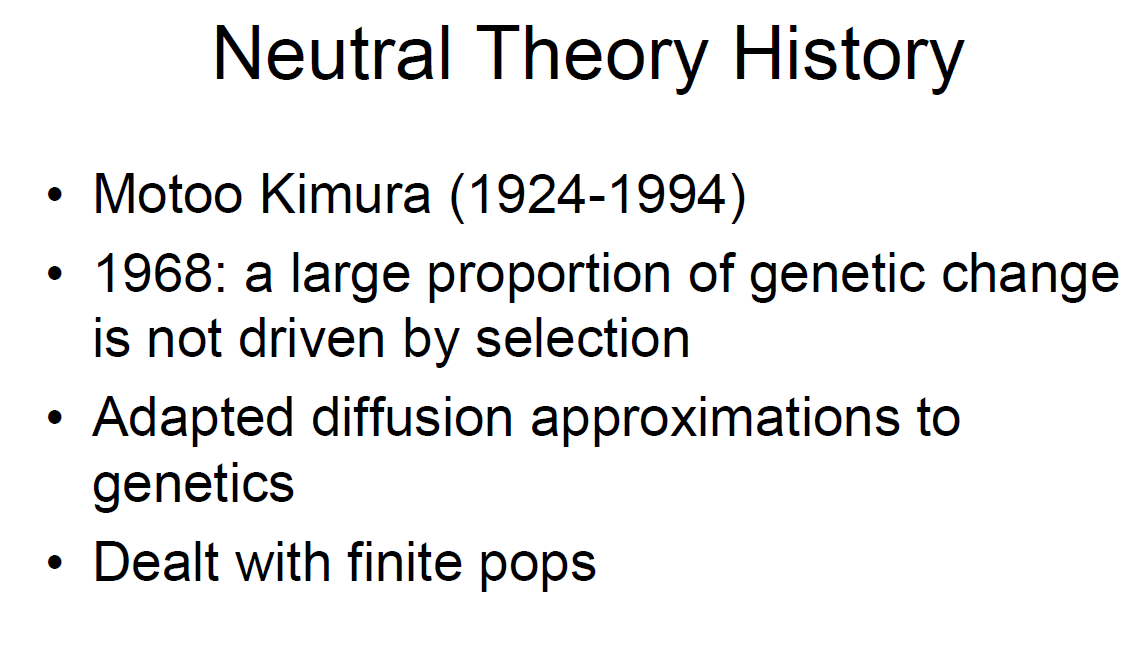 Neutral Theory History
• Motoo Kimura (1924-1994)
• 1968: a large proportion of genetic change
is not driven by selection
• Adapted diffusion approximations to
genetics
• Dealt with finite pops